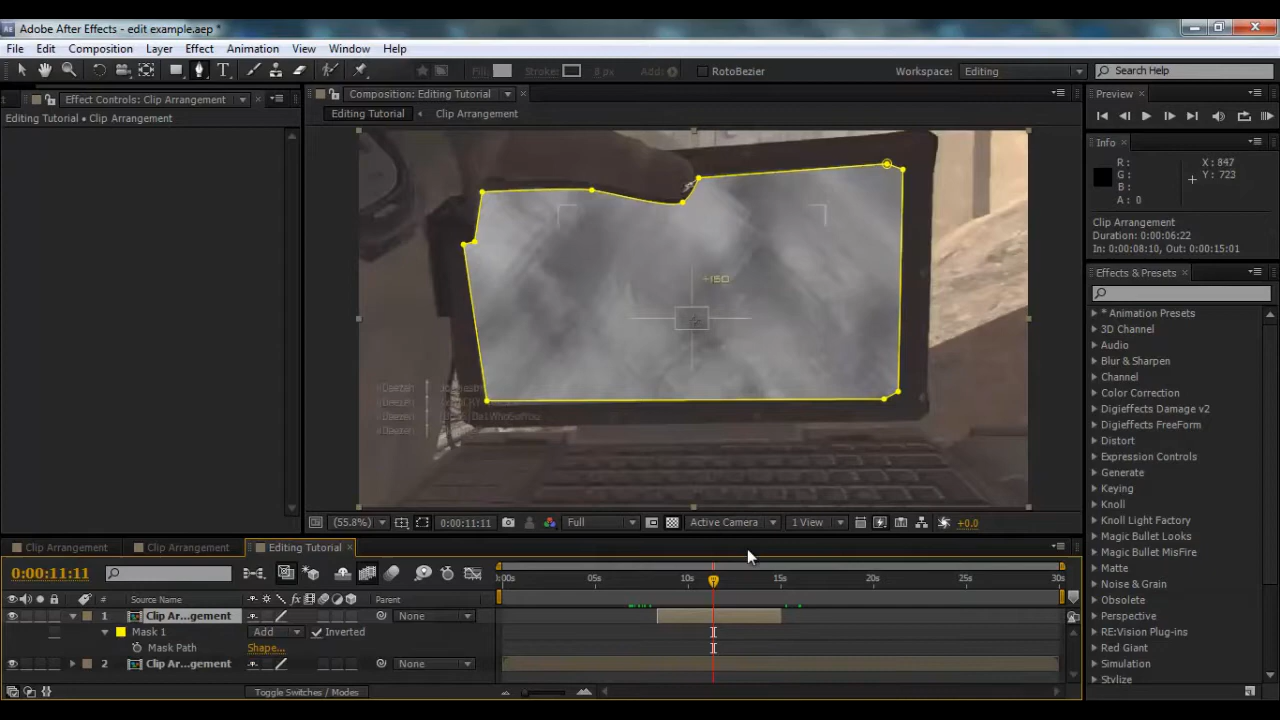 Adobe After Effects - edit example.aep *
File Edit Composition Layer Effect Animation View Window Help
Fill: Stroke: 8 px Add: RotoBezier Workspace: Editing Search Help
Effect Controls: Clip Arrangement
Editing Tutorial • Clip Arrangement
Composition: Editing Tutorial
Editing Tutorial Clip Arrangement
+150
(55.8%) 0:00:11:11 Full Active Camera 1 View +0.0
Preview
Info
R : X : 847
G : Y : 723
B :
A : 0
Clip Arrangement
Duration: 0:00:06:22
In: 0:00:08:10, Out: 0:00:15:01
Effects & Presets
* Animation Presets
3D Channel
Audio
Blur & Sharpen
Channel
Color Correction
Digieffects Damage v2
Digieffects FreeForm
Distort
Expression Controls
Generate
Keying
Knoll
Knoll Light Factory
Magic Bullet Looks
Magic Bullet MisFire
Matte
Noise & Grain
Obsolete
Perspective
RE:Vision Plug-ins
Red Giant
Simulation
Stylize
Clip Arrangement Clip Arrangement Editing Tutorial
0:00:11:11
:00s 05s 10s 15s 20s 25s 30s
# Source Name Parent
1 Clip Ar...gement None
Mask 1 Add Inverted
Mask Path Shape...
2 Clip Ar...gement None
Toggle Switches / Modes